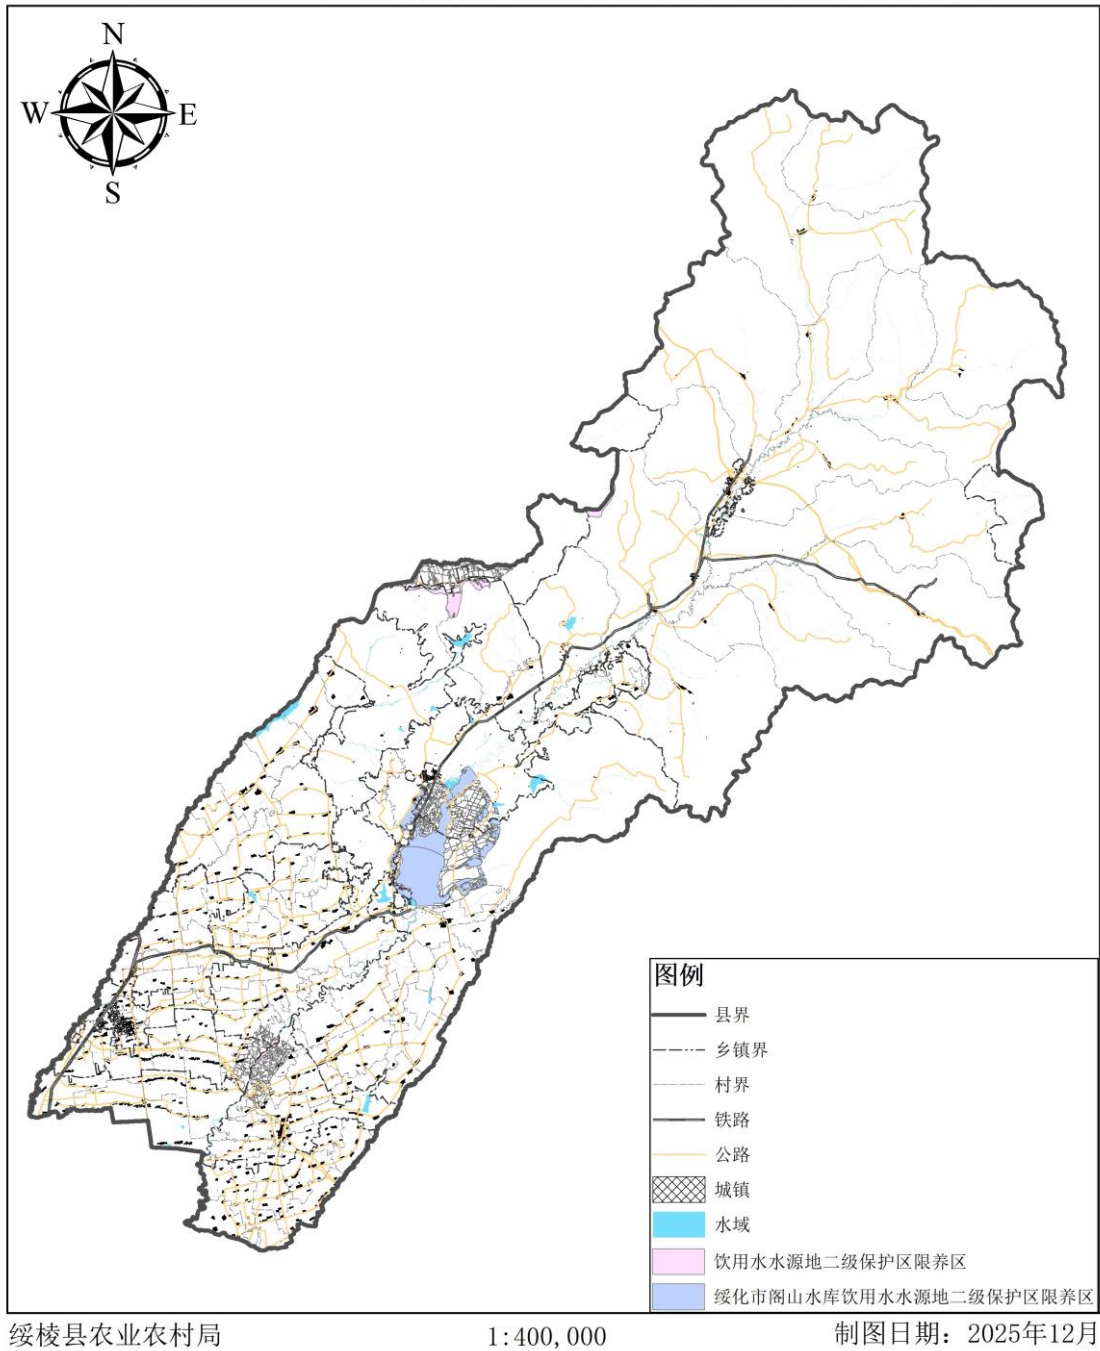 N
W
E
S
图例
县界
乡镇界
村界
铁路
公路
城镇
水域
饮用水水源地二级保护区限养区
绥化市阁山水库饮用水水源地二级保护区限养区
绥棱县农业农村局
1:400,000
制图日期：2025年12月